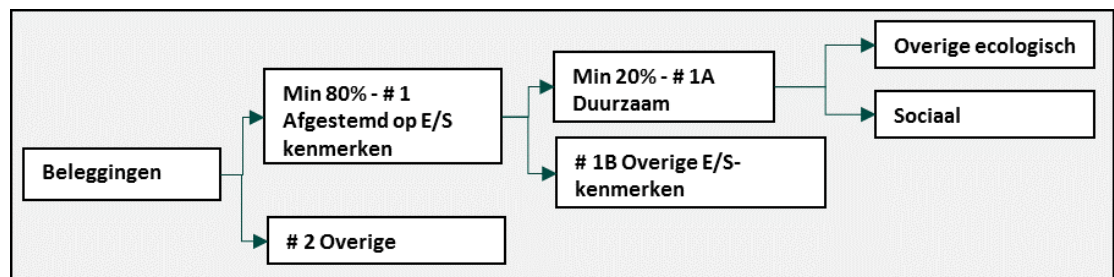 Beleggingen
Min 80% - # 1
Afgestemd op E/S
kenmerken
# 2 Overige
Min 20% - # 1A
Duurzaam
# 1B Overige E/S-
kenmerken
Overige ecologisch
Sociaal